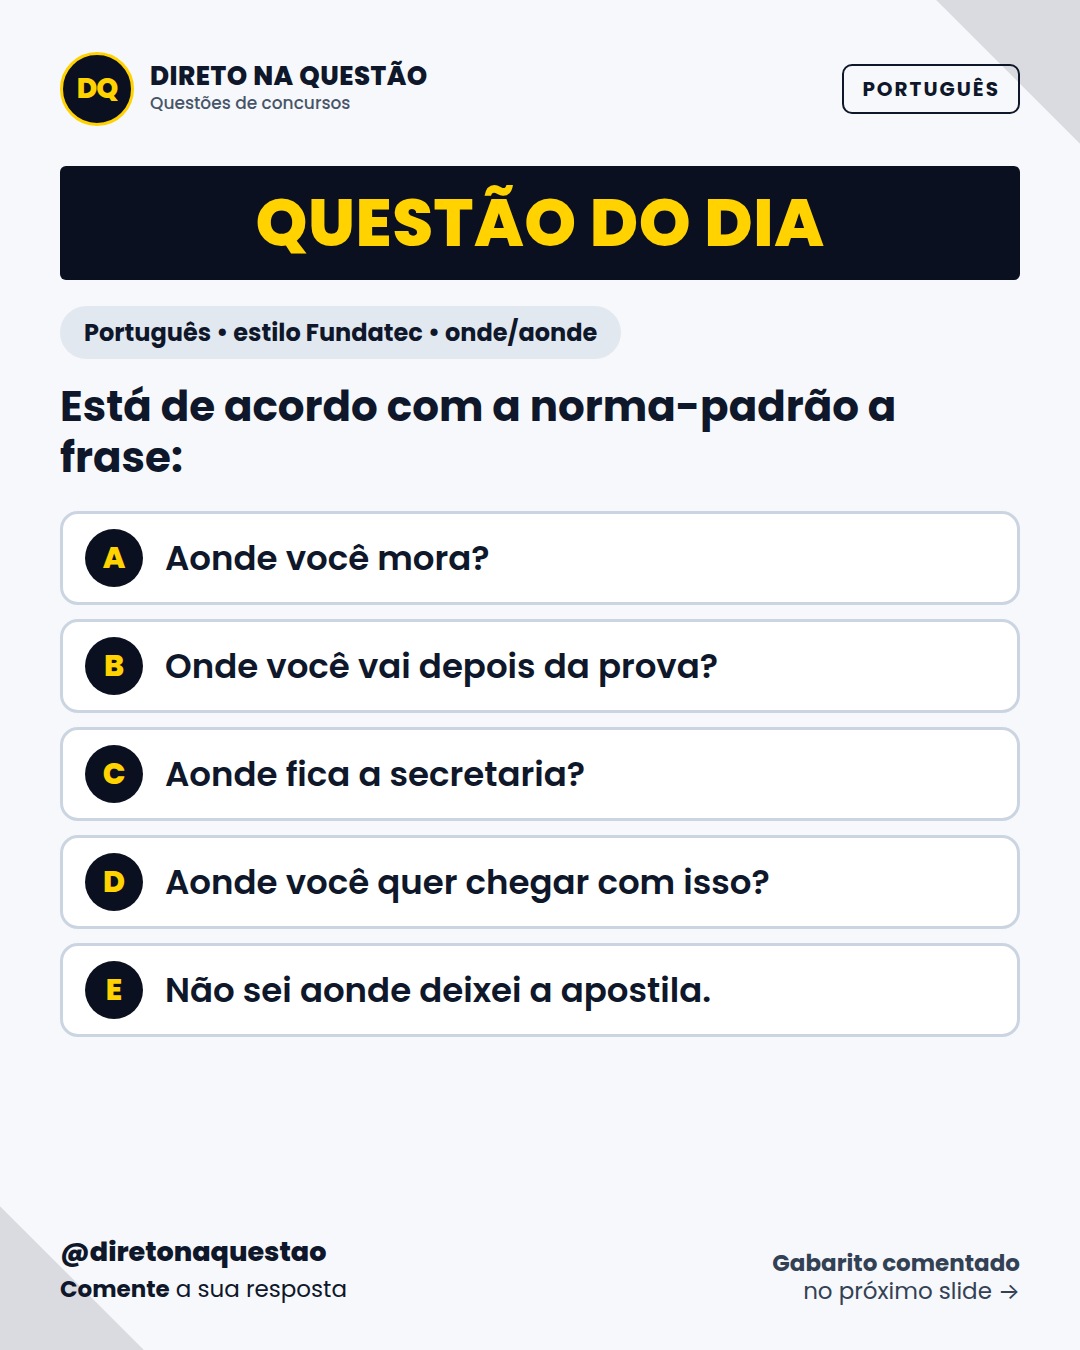 DQ
DIRETO NA QUESTÃO
Questões de concursos
PORTUGUÊS
QUESTÃO DO DIA
Português • estilo Fundatec • onde/aonde
Está de acordo com a norma-padrão a
frase:
A Aonde você mora?
B Onde você vai depois da prova?
C Aonde fica a secretaria?
D Aonde você quer chegar com isso?
E Não sei aonde deixei a apostila.
@diretonaquestao
Comente a sua resposta
Gabarito comentado
no próximo slide →